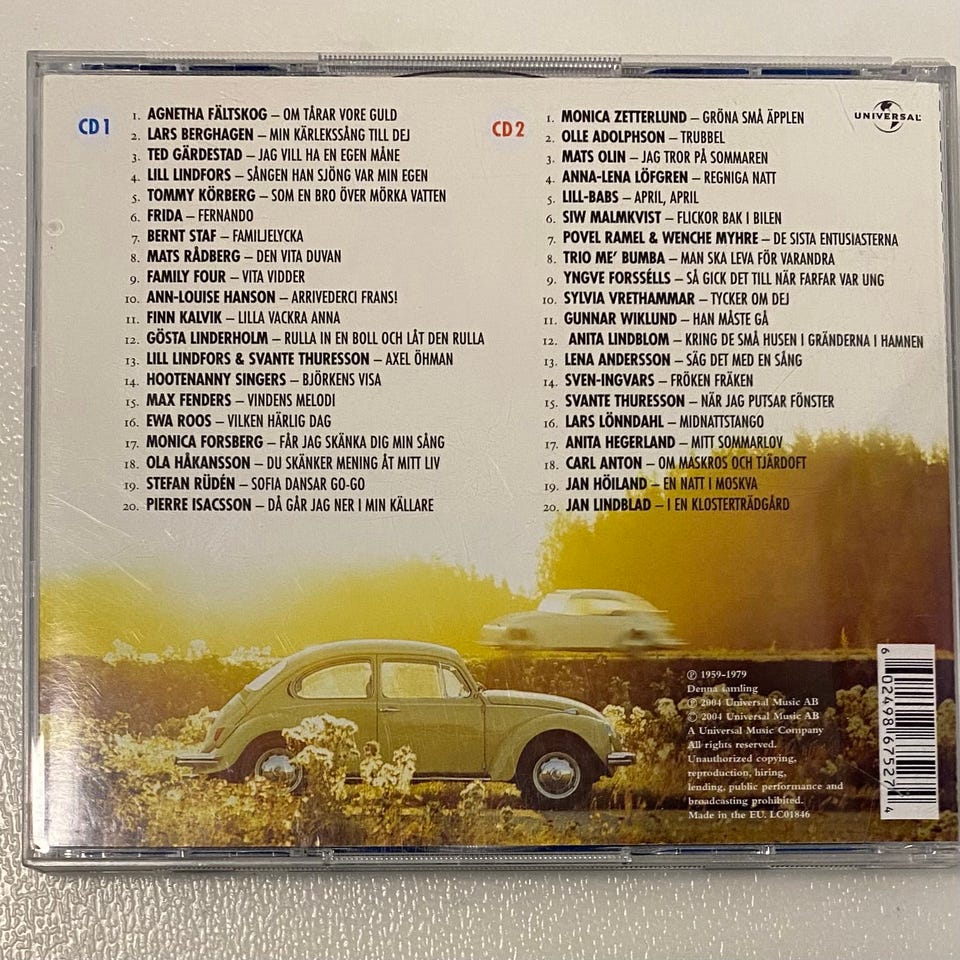 CD 1
1. AGNETHA FÄLTSKOG – OM TÅRAR VORE GULD
2. LARS BERGHAGEN – MIN KÄRLEKSSÅNG TILL DEJ
3. TED GÄRDESTAD – JAG VILL HA EN EGEN MÅNE
4. LILL LINDFORS – SÅNGEN HAN SJÖNG VAR MIN EGEN
5. TOMMY KÖRBERG – SOM EN BRO ÖVER MÖRKA VATTEN
6. FRIDA – FERNANDO
7. BERNT STAF – FAMILJELYCKA
8. MATS RÅDBERG – DEN VITA DUVAN
9. FAMILY FOUR – VITA VIDDER
10. ANN-LOUISE HANSON – ARRIVEDERCI FRANS!
11. FINN KALVIK – LILLA VACKRA ANNA
12. GÖSTA LINDERHOLM – RULLA IN EN BOLL OCH LÅT DEN RULLA
13. LILL LINDFORS & SVANTE THURESSON – AXEL ÖHMAN
14. HOOTENANNY SINGERS – BJÖRKENS VISA
15. MAX FENDERS – VINDENS MELODI
16. EWA ROOS – VILKEN HÄRLIG DAG
17. MONICA FORSBERG – FÅR JAG SKÄNKA DIG MIN SÅNG
18. OLA HÅKANSSON – DU SKÄNKER MENING ÅT MITT LIV
19. STEFAN RÜDÉN – SOFIA DANSAR GO-GO
20. PIERRE ISACSSON – DÅ GÅR JAG NER I MIN KÄLLARE
CD 2
1. MONICA ZETTERLUND – GRÖNA SMÅ ÄPPLEN
2. OLLE ADOLPHSON – TRUBBEL
3. MATS OLIN – JAG TROR PÅ SOMMAREN
4. ANNA-LENA LÖFGREN – REGNIGA NATT
5. LILL-BABS – APRIL, APRIL
6. SIW MALMKVIST – FLICKOR BAK I BILEN
7. POVEL RAMEL & WENCHE MYHRE – DE SISTA ENTUSIASTERNA
8. TRIO ME' BUMBA – MAN SKA LEVA FÖR VARANDRA
9. YNGVE FORSSÉLLS – SÅ GICK DET TILL NÄR FARFAR VAR UNG
10. SYLVIA VRETHAMMAR – TYCKER OM DEJ
11. GUNNAR WIKLUND – HAN MÅSTE GÅ
12. ANITA LINDBLOM – KRING DE SMÅ HUSEN I GRÄNDERNA I HAMNEN
13. LENA ANDERSSON – SÄG DET MED EN SÅNG
14. SVEN-INGVARS – FRÖKEN FRÄKEN
15. SVANTE THURESSON – NÄR JAG PUTSAR FÖNSTER
16. LARS LÖNNDAHL – MIDNATTSTANGO
17. ANITA HEGERLAND – MITT SOMMARLOV
18. CARL ANTON – OM MASKROS OCH TJÄRDOFT
19. JAN HÖILAND – EN NATT I MOSKVA
20. JAN LINDBLAD – I EN KLOSTERTRÄDGÅRD
UNIVERSAL
℗ 1959-1979
Denna samling
℗ 2004 Universal Music AB
© 2004 Universal Music AB
A Universal Music Company
All rights reserved.
Unauthorized copying,
reproduction, hiring,
lending, public performance and
broadcasting prohibited.
Made in the EU. LC01846
6 02498 67527 4